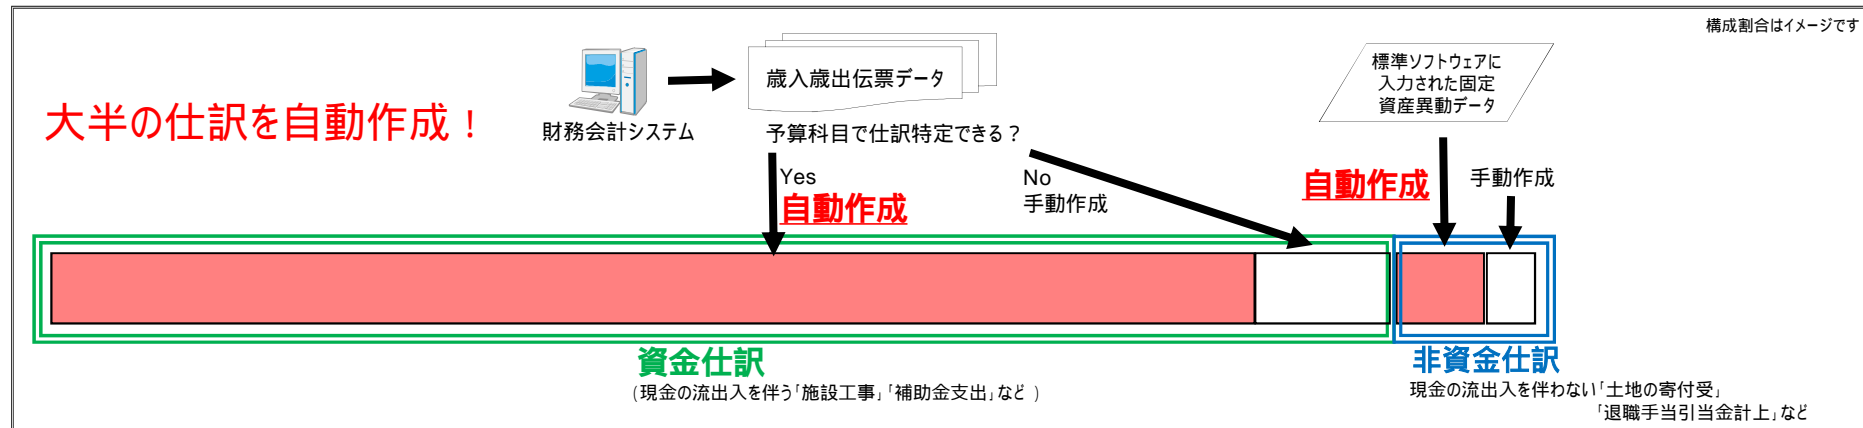 構成割合はイメージです
大半の仕訳を自動作成！
財務会計システム
歳入歳出伝票データ
予算科目で仕訳特定できる？
Yes
自動作成
No
手動作成
標準ソフトウェアに
入力された固定
資産異動データ
自動作成
手動作成
資金仕訳
(現金の流出入を伴う「施設工事」「補助金支出」など)
非資金仕訳
現金の流出入を伴わない「土地の寄付受」
「退職手当引当金計上」など